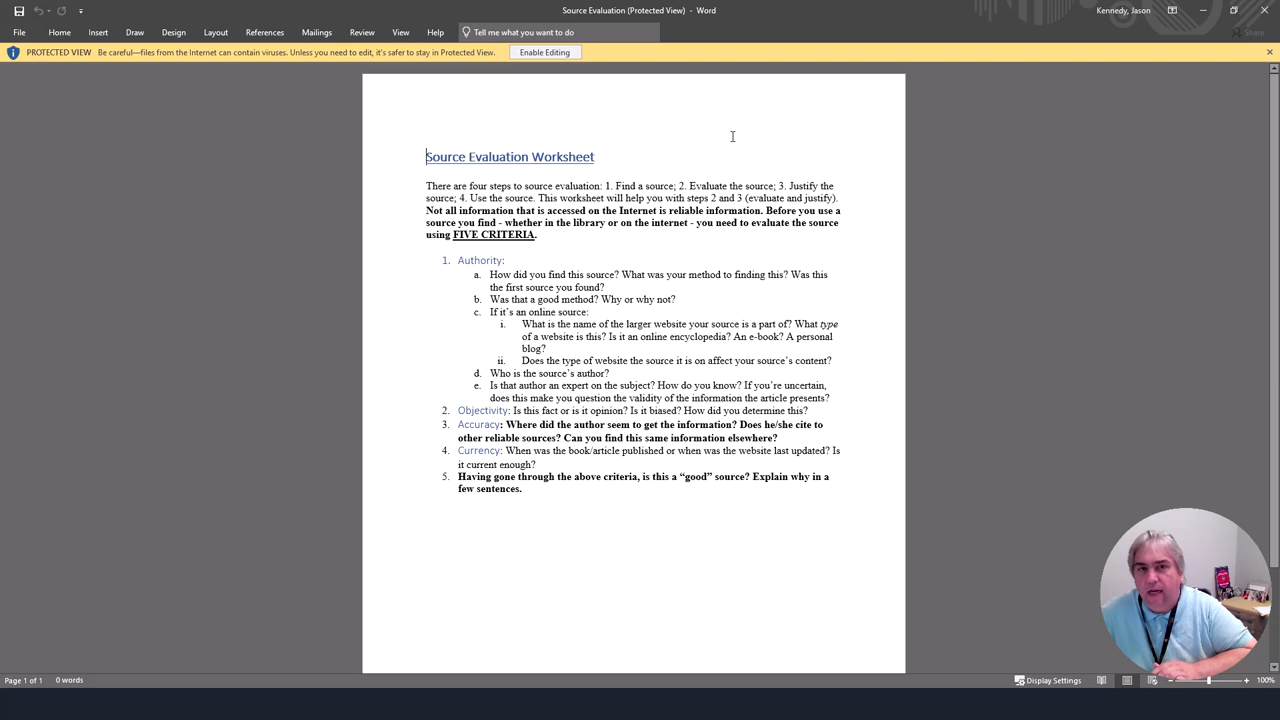 Source Evaluation (Protected View) - Word
Kennedy, Jason
File Home Insert Draw Design Layout References Mailings Review View Help Tell me what you want to do Share
PROTECTED VIEW Be careful—files from the Internet can contain viruses. Unless you need to edit, it's safer to stay in Protected View. Enable Editing
Source Evaluation Worksheet
There are four steps to source evaluation: 1. Find a source; 2. Evaluate the source; 3. Justify the
source; 4. Use the source. This worksheet will help you with steps 2 and 3 (evaluate and justify).
Not all information that is accessed on the Internet is reliable information. Before you use a
source you find - whether in the library or on the internet - you need to evaluate the source
using FIVE CRITERIA.
1. Authority:
a. How did you find this source? What was your method to finding this? Was this
the first source you found?
b. Was that a good method? Why or why not?
c. If it's an online source:
i. What is the name of the larger website your source is a part of? What type
of a website is this? Is it an online encyclopedia? An e-book? A personal
blog?
ii. Does the type of website the source it is on affect your source's content?
d. Who is the source's author?
e. Is that author an expert on the subject? How do you know? If you're uncertain,
does this make you question the validity of the information the article presents?
2. Objectivity: Is this fact or is it opinion? Is it biased? How did you determine this?
3. Accuracy: Where did the author seem to get the information? Does he/she cite to
other reliable sources? Can you find this same information elsewhere?
4. Currency: When was the book/article published or when was the website last updated? Is
it current enough?
5. Having gone through the above criteria, is this a “good” source? Explain why in a
few sentences.
Page 1 of 1 0 words Display Settings 100%